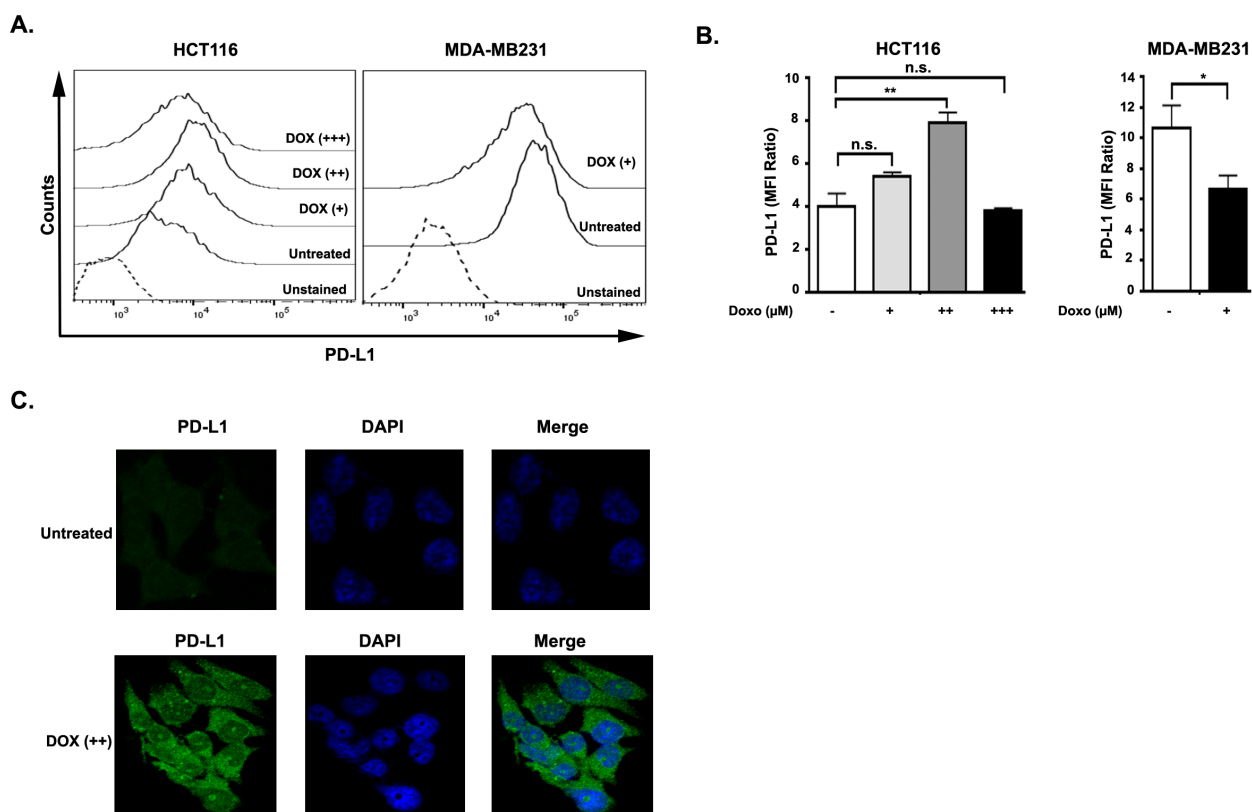 A.
HCT116
MDA-MB231
Counts
DOX (+++)
DOX (++)
DOX (+)
Untreated
Unstained
10³ 10⁴ 10⁵
DOX (+)
Untreated
Unstained
10³ 10⁴ 10⁵
PD-L1
B.
HCT116
PD-L1 (MFI Ratio)
10
8
6
4
2
0
n.s.
**
n.s.
Doxo (µM) - + ++ +++
MDA-MB231
PD-L1 (MFI Ratio)
14
12
10
8
6
4
2
0
*
Doxo (µM) - +
C.
PD-L1 DAPI Merge
Untreated
PD-L1 DAPI Merge
DOX (++)